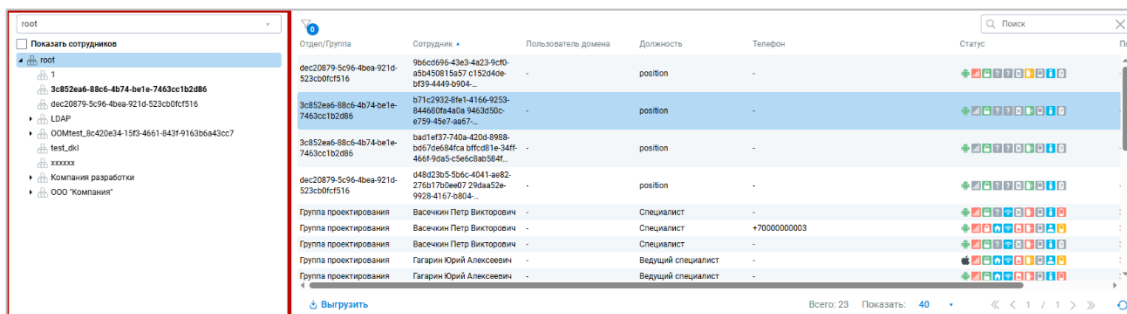 root
Показать сотрудников
root
1
3c852ea6-88c6-4b74-be1e-7463cc1b2d86
dec20879-5c96-4bea-921d-523cb0fcf516
LDAP
OOMtest_8c420e34-15f3-4661-843f-9163b6a43cc7
test_dkl
xxxxxx
Компания разработки
ООО "Компания"
0
Поиск
Отдел/Группа Сотрудник Пользователь домена Должность Телефон Статус
dec20879-5c96-4bea-921d-523cb0fcf516
9b6cd696-43e3-4a23-9cf0-
a5b450815a57 c152d4de-
bf39-4449-b904-...
-
position
-
3c852ea6-88c6-4b74-be1e-
7463cc1b2d86
b71c2932-8fe1-4166-9253-
844680fa4a0a 9463d50c-
e759-45e7-aa67-...
-
position
-
3c852ea6-88c6-4b74-be1e-
7463cc1b2d86
bad1ef37-740a-420d-8988-
bd67de684fca bffcd81e-34ff-
466f-9da5-c5e6c8ab584f...
-
position
-
dec20879-5c96-4bea-921d-
523cb0fcf516
d48d23b5-5b6c-4041-ae82-
276b17b0ee07 29daa52e-
9928-4167-b804-...
-
position
-
Группа проектирования Васечкин Петр Викторович - Специалист -
Группа проектирования Васечкин Петр Викторович - Специалист +70000000003
Группа проектирования Васечкин Петр Викторович - Специалист -
Группа проектирования Гагарин Юрий Алексеевич - Ведущий специалист -
Группа проектирования Гагарин Юрий Алексеевич - Ведущий специалист -
Выгрузить
Всего: 23 Показать: 40 1 / 1